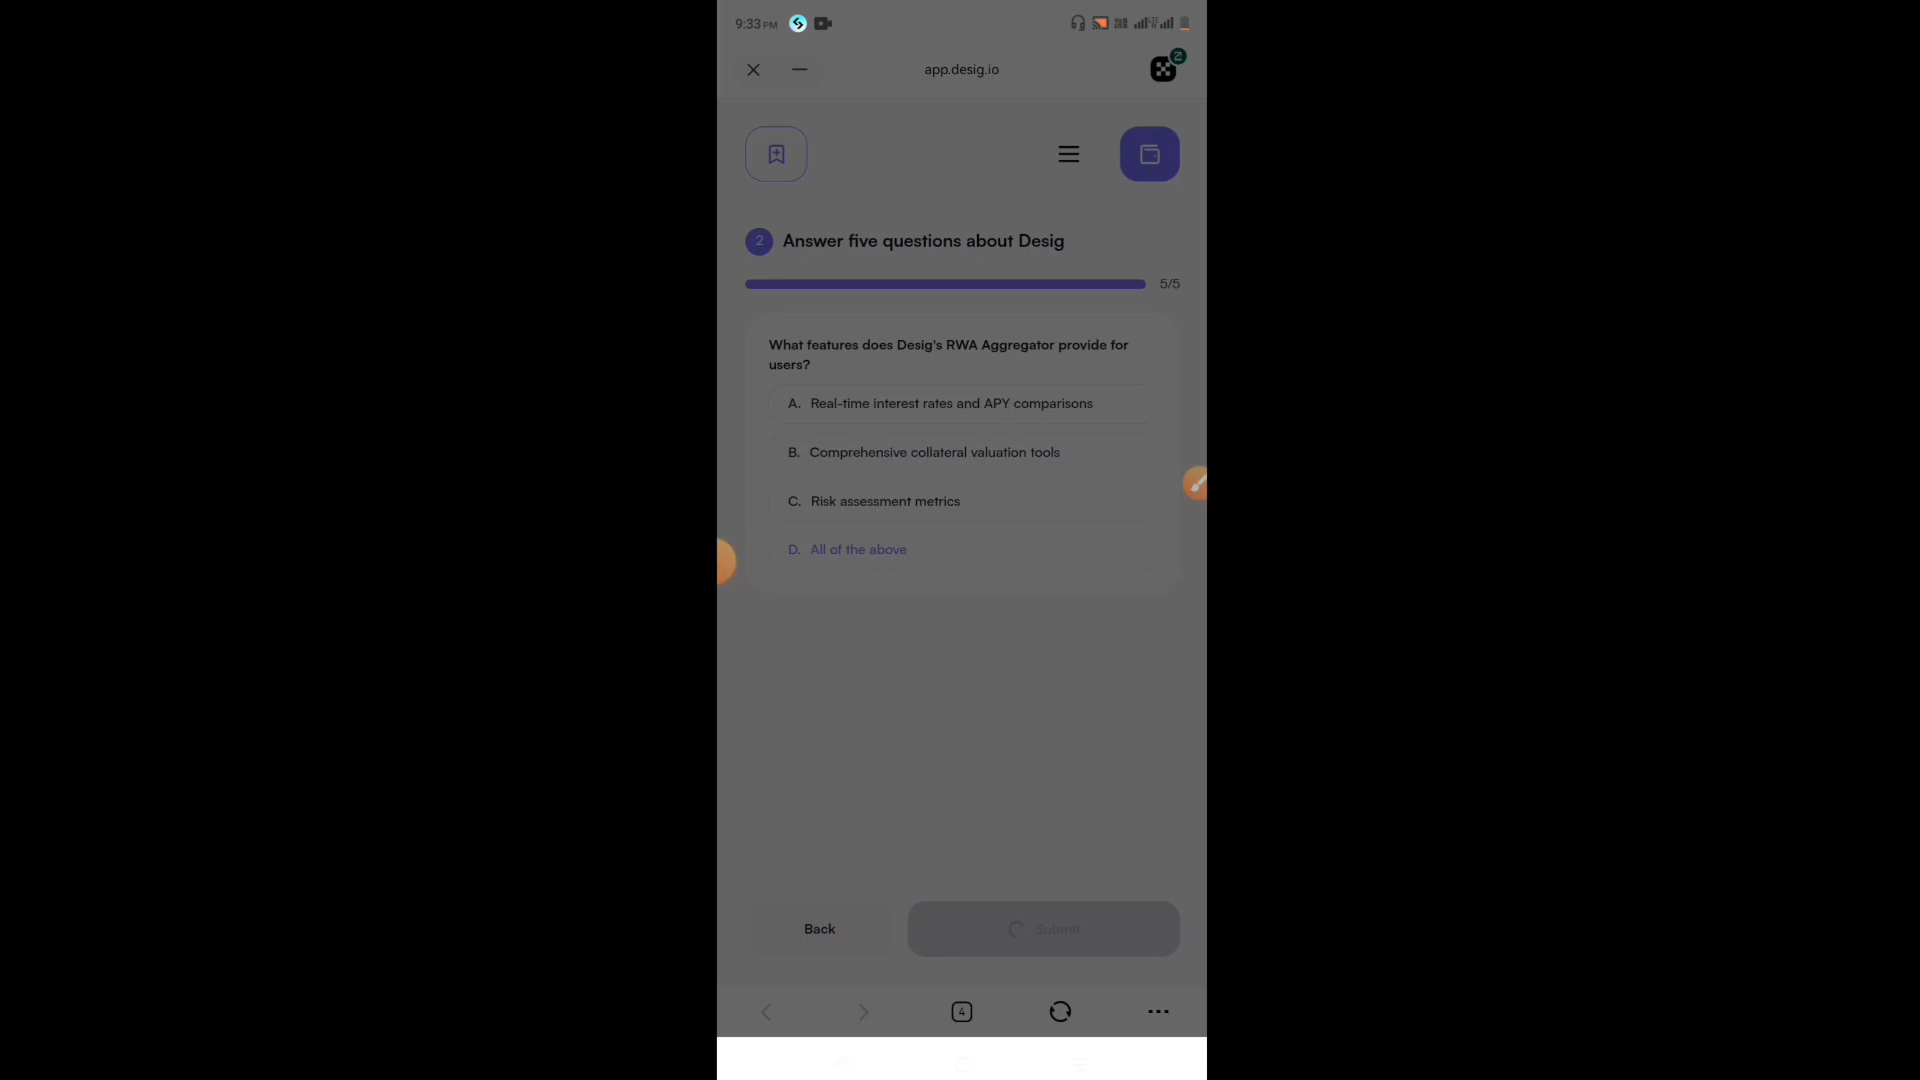 9:33 PM
app.desig.io
2
2 Answer five questions about Desig
5/5
What features does Desig's RWA Aggregator provide for
users?
A. Real-time interest rates and APY comparisons
B. Comprehensive collateral valuation tools
C. Risk assessment metrics
D. All of the above
Back
Submit
4